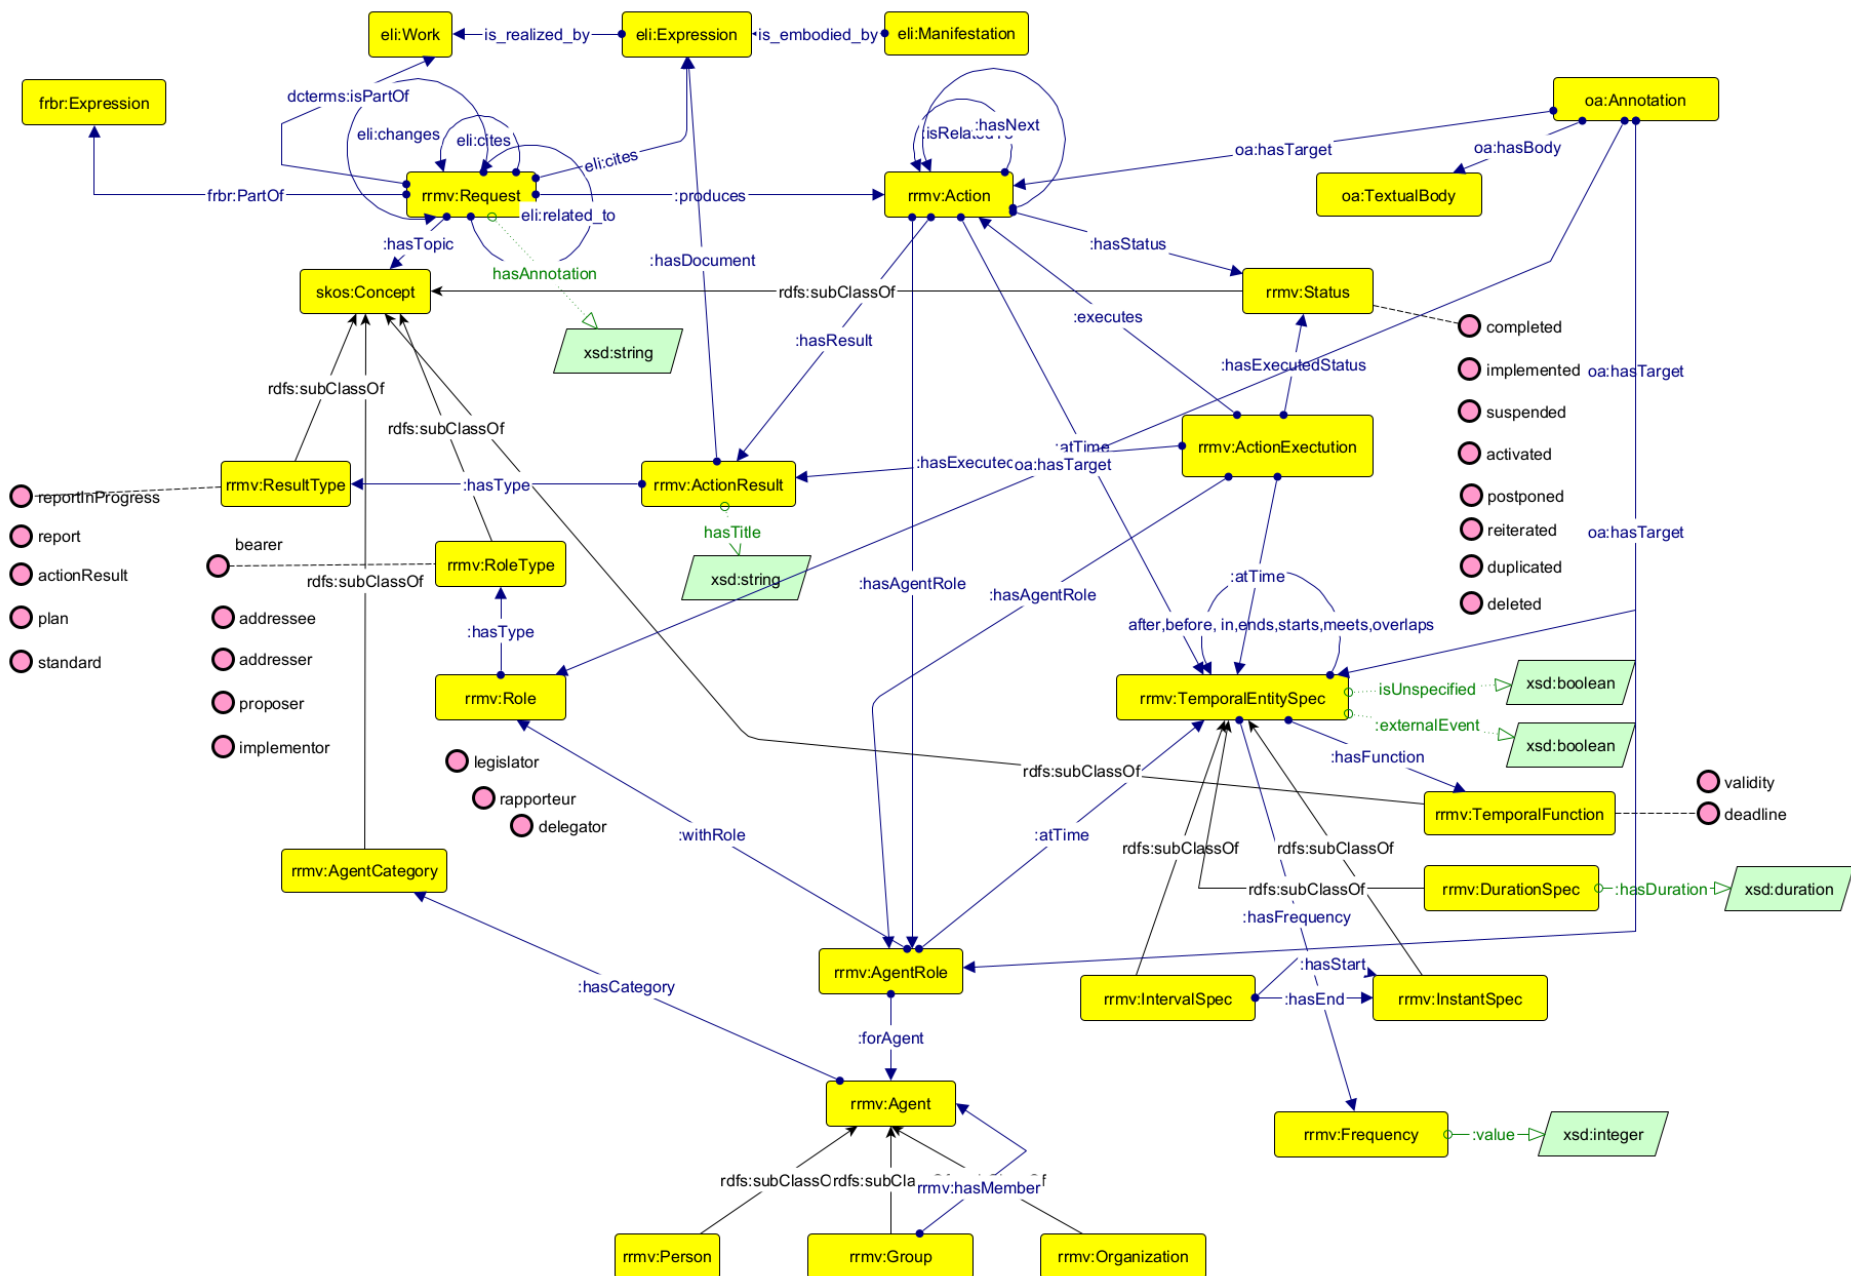 eli:Work
is_realized_by
eli:Expression
is_embodied_by
eli:Manifestation
frbr:Expression
dcterms:isPartOf
oa:Annotation
eli:changes
eli:cites
eli:cites
:hasNext
oa:hasTarget
oa:hasBody
frbr:PartOf
rrmv:Request
:produces
rrmv:Action
oa:TextualBody
eli:related_to
:hasTopic
:hasStatus
:hasDocument
hasAnnotation
skos:Concept
rdfs:subClassOf
rrmv:Status
:executes
completed
:hasResult
xsd:string
:hasExecutedStatus
implemented
oa:hasTarget
rdfs:subClassOf
suspended
rdfs:subClassOf
rrmv:ActionExectution
:atTime
activated
oa:hasTarget
rrmv:ResultType
:hasType
rrmv:ActionResult
reportInProgress
postponed
hasTitle
reiterated
oa:hasTarget
report
bearer
rrmv:RoleType
duplicated
actionResult
rdfs:subClassOf
xsd:string
:hasAgentRole
:atTime
:hasAgentRole
deleted
plan
addressee
:hasType
after,before, in,ends,starts,meets,overlaps
standard
addresser
rrmv:Role
rrmv:TemporalEntitySpec
isUnspecified
xsd:boolean
proposer
:externalEvent
xsd:boolean
implementor
legislator
:hasFunction
rdfs:subClassOf
validity
rapporteur
delegator
rrmv:TemporalFunction
deadline
:withRole
:atTime
rdfs:subClassOf
rdfs:subClassOf
rrmv:AgentCategory
rdfs:subClassOf
rrmv:DurationSpec
:hasDuration
xsd:duration
:hasFrequency
rrmv:AgentRole
:hasStart
:hasCategory
rrmv:IntervalSpec
:hasEnd
rrmv:InstantSpec
:forAgent
rrmv:Agent
rrmv:Frequency
:value
xsd:integer
rrmv:hasMember
rrmv:Person
rrmv:Group
rrmv:Organization